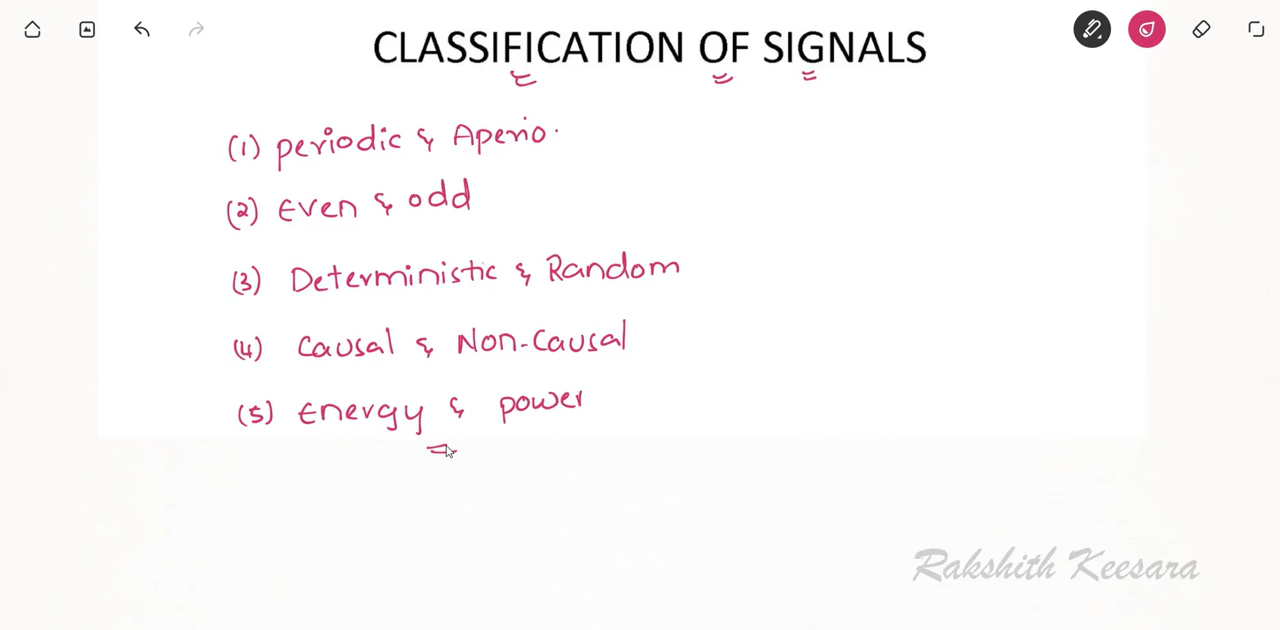 CLASSIFICATION OF SIGNALS
(1) periodic & Aperio.
(2) Even & odd
(3) Deterministic & Random
(4) Causal & Non-Causal
(5) Energy & power
Rakshith Keesara